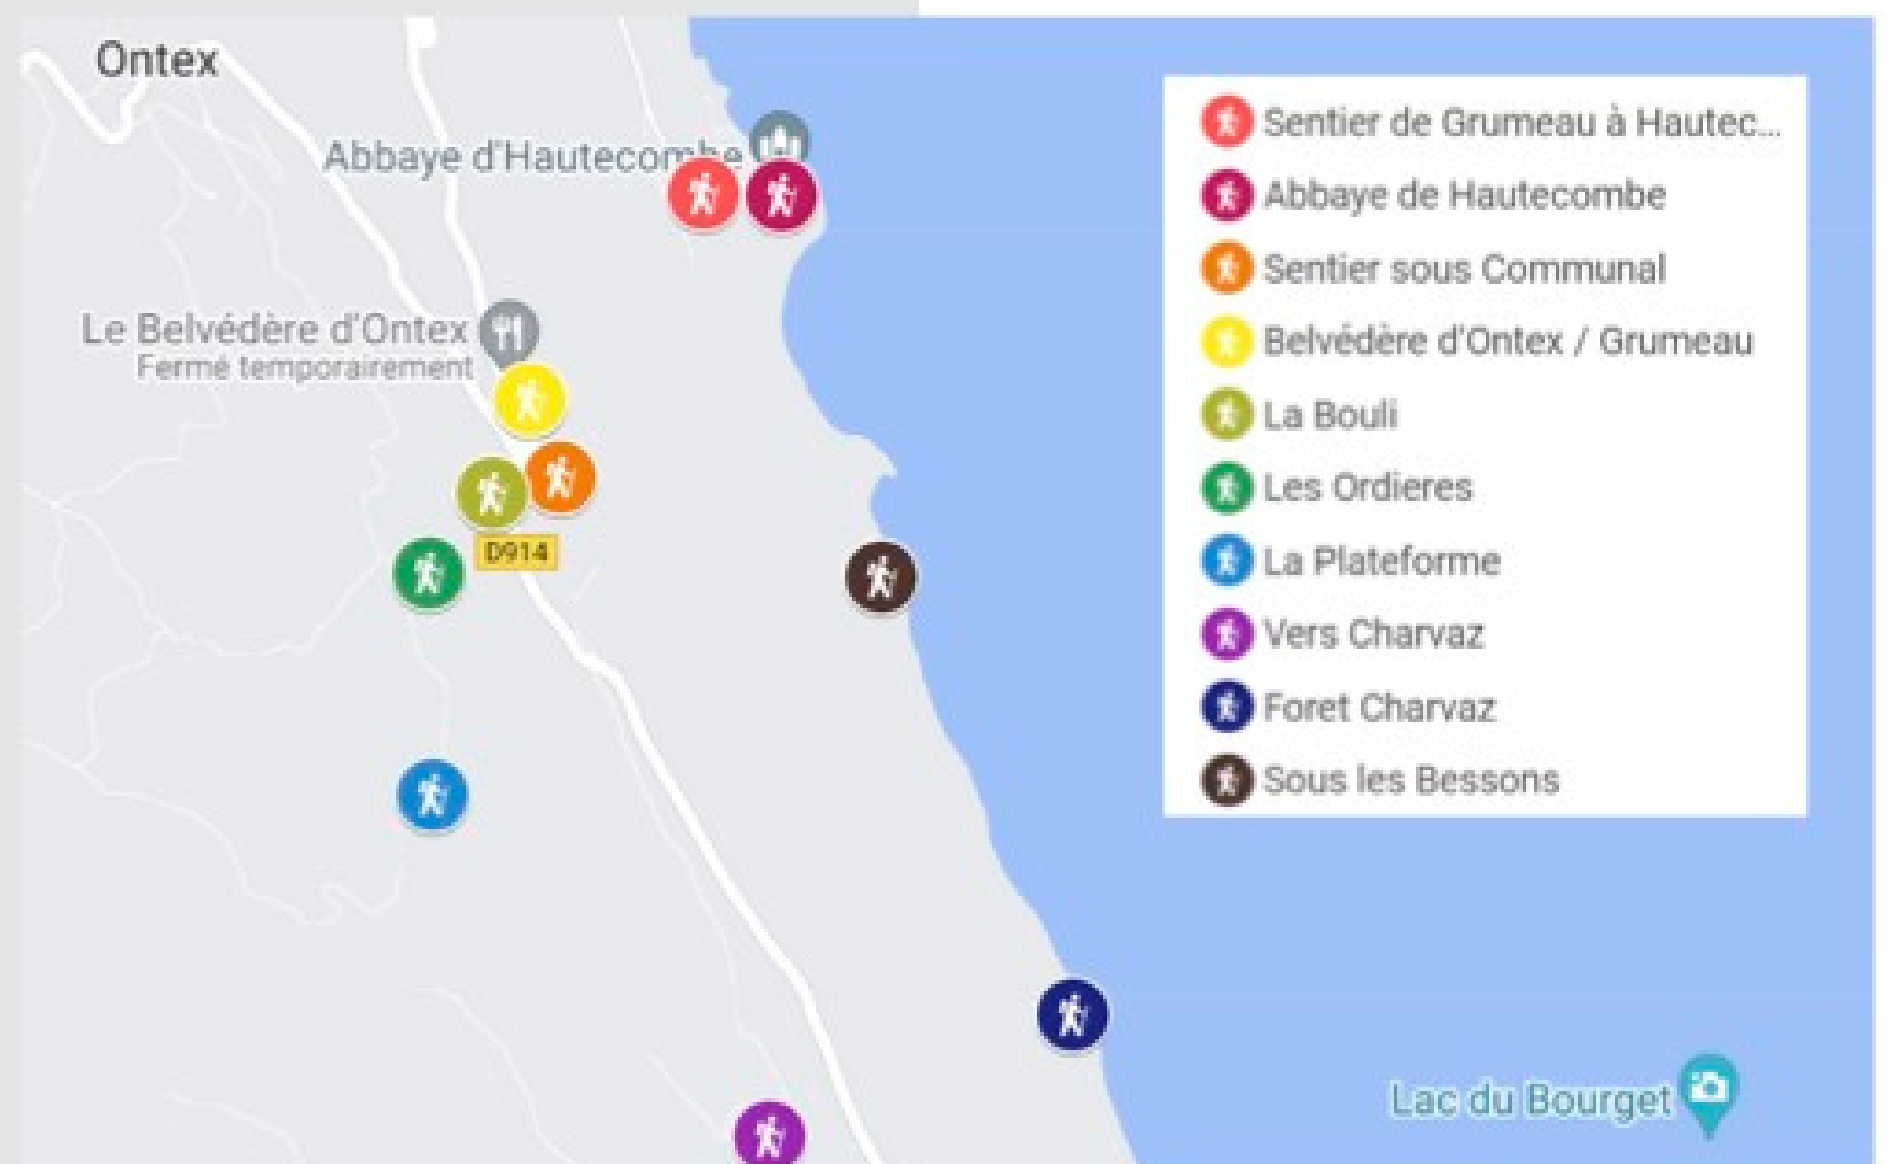 Ontex
Abbaye d'Hautecombe
Le Belvédère d'Ontex
Fermé temporairement
D914
Sentier de Grumeau à Hautec...
Abbaye de Hautecombe
Sentier sous Communal
Belvédère d'Ontex / Grumeau
La Bouli
Les Ordieres
La Plateforme
Vers Charvaz
Foret Charvaz
Sous les Bessons
Lac du Bourget